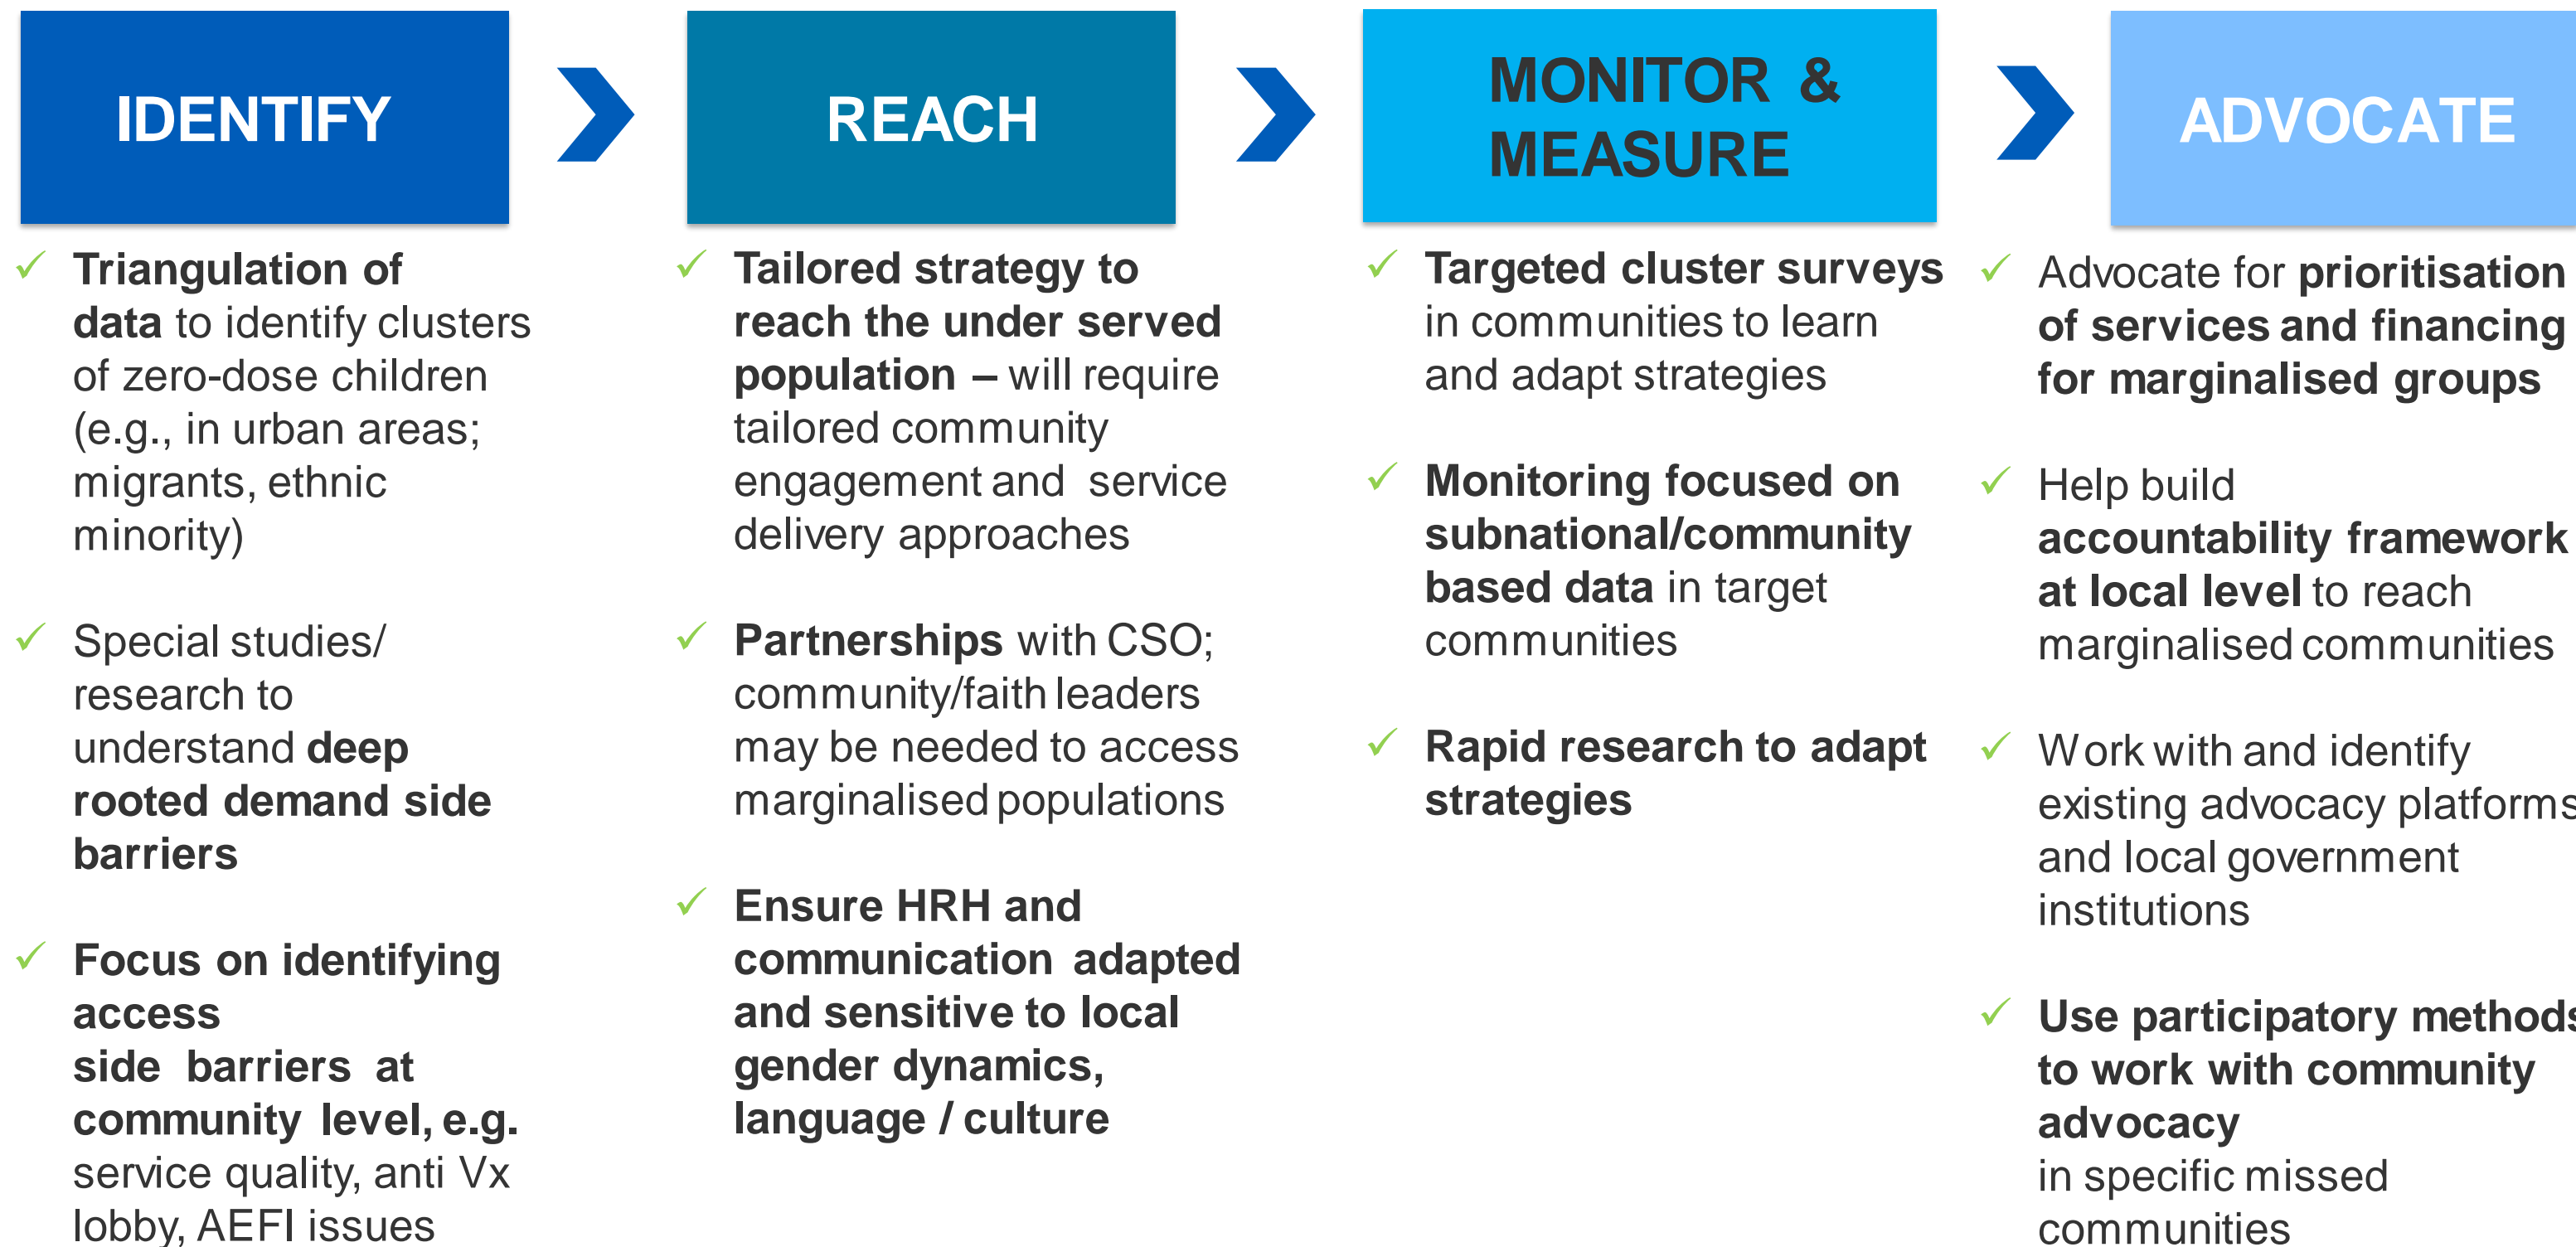 IDENTIFY
✓ Triangulation of
data to identify clusters
of zero-dose children
(e.g., in urban areas;
migrants, ethnic
minority)
✓ Special studies/
research to
understand deep
rooted demand side
barriers
✓ Focus on identifying
access
side barriers at
community level, e.g.
service quality, anti Vx
lobby, AEFI issues
REACH
✓ Tailored strategy to
reach the under served
population – will require
tailored community
engagement and service
delivery approaches
✓ Partnerships with CSO;
community/faith leaders
may be needed to access
marginalised populations
✓ Ensure HRH and
communication adapted
and sensitive to local
gender dynamics,
language / culture
MONITOR &
MEASURE
✓ Targeted cluster surveys
in communities to learn
and adapt strategies
✓ Monitoring focused on
subnational/community
based data in target
communities
✓ Rapid research to adapt
strategies
ADVOCATE
✓ Advocate for prioritisation
of services and financing
for marginalised groups
✓ Help build
accountability framework
at local level to reach
marginalised communities
✓ Work with and identify
existing advocacy platforms
and local government
institutions
✓ Use participatory methods
to work with community
advocacy
in specific missed
communities